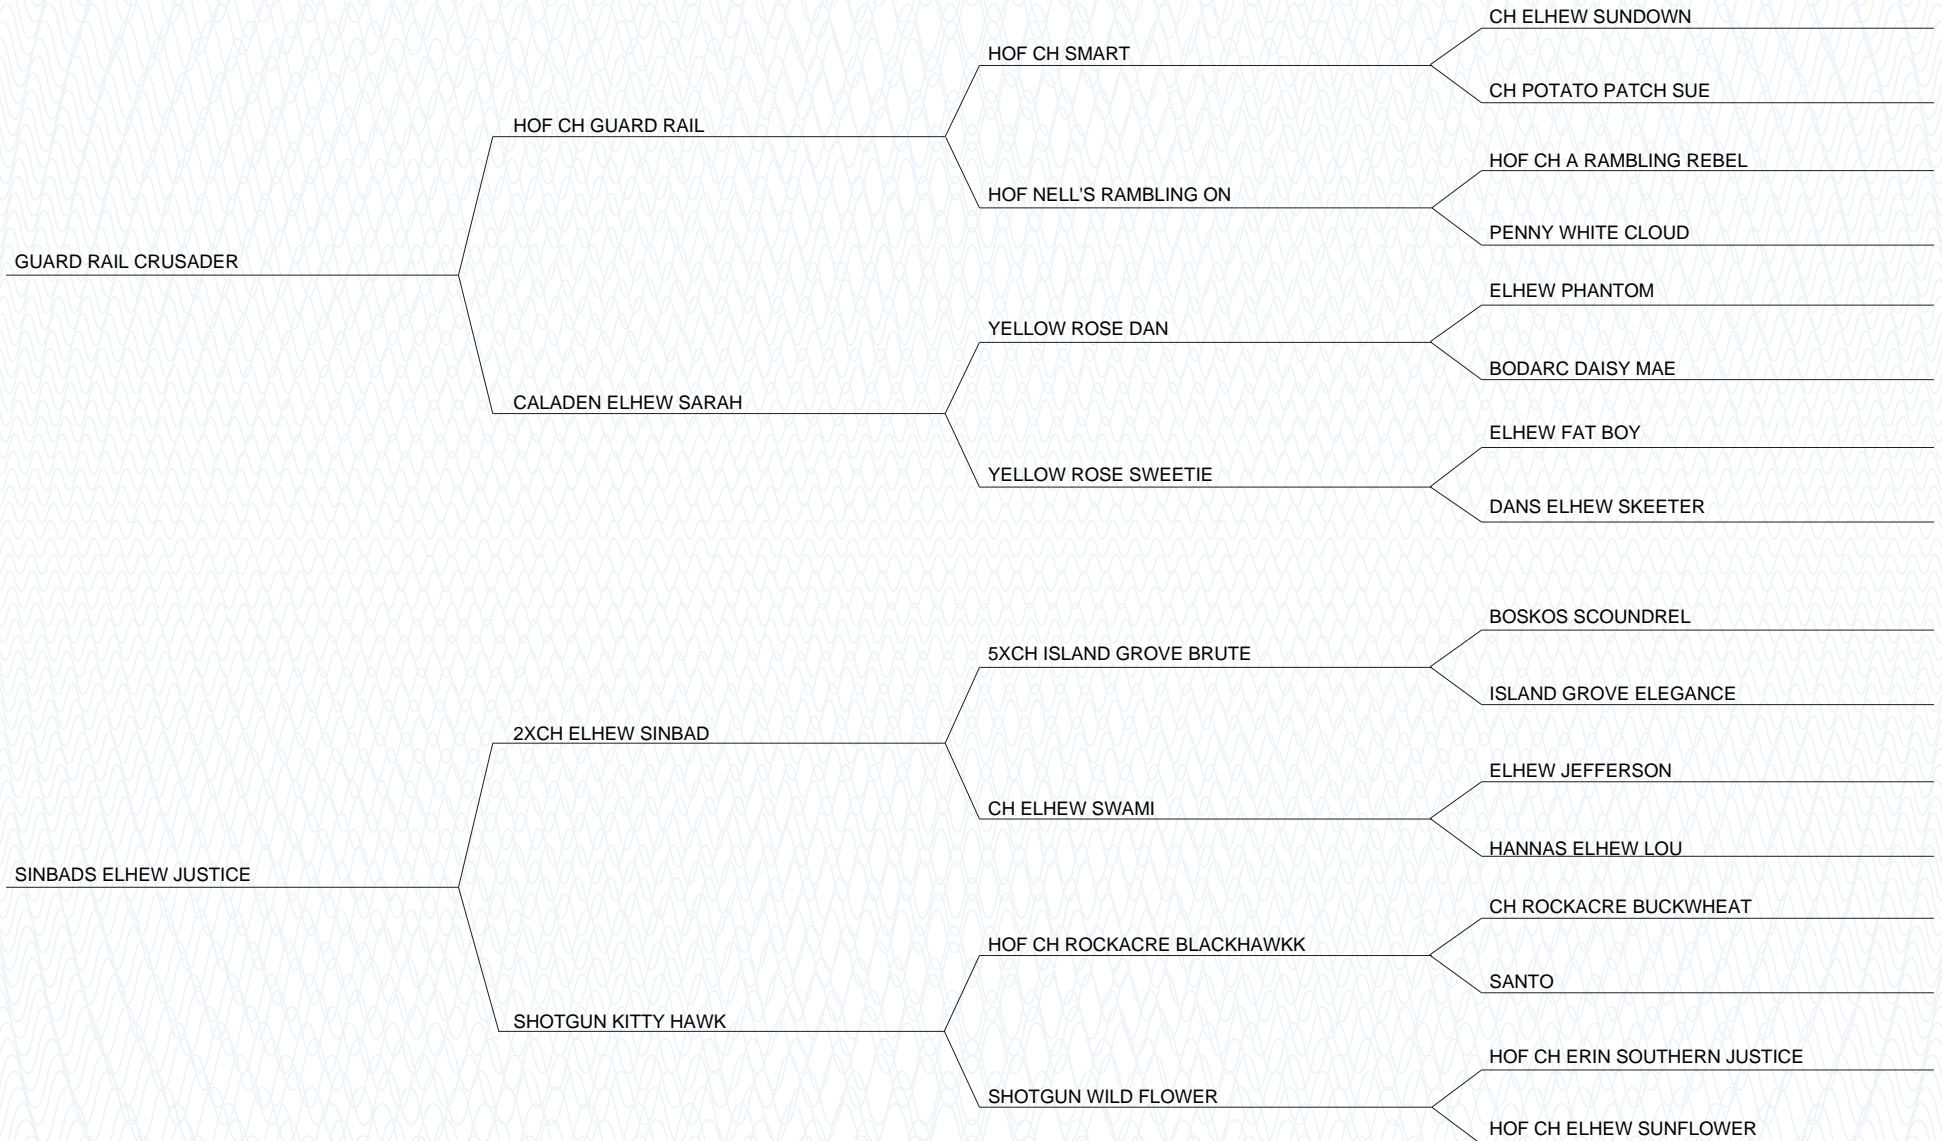 CH ELHEW SUNDOWN
HOF CH SMART
CH POTATO PATCH SUE
HOF CH GUARD RAIL
HOF CH A RAMBLING REBEL
HOF NELL'S RAMBLING ON
PENNY WHITE CLOUD
GUARD RAIL CRUSADER
ELHEW PHANTOM
YELLOW ROSE DAN
BODARC DAISY MAE
CALADEN ELHEW SARAH
ELHEW FAT BOY
YELLOW ROSE SWEETIE
DANS ELHEW SKEETER
BOSKOS SCOUNDREL
5XCH ISLAND GROVE BRUTE
ISLAND GROVE ELEGANCE
2XCH ELHEW SINBAD
ELHEW JEFFERSON
CH ELHEW SWAMI
HANNAS ELHEW LOU
SINBADS ELHEW JUSTICE
CH ROCKACRE BUCKWHEAT
HOF CH ROCKACRE BLACKHAWKK
SANTO
SHOTGUN KITTY HAWK
HOF CH ERIN SOUTHERN JUSTICE
SHOTGUN WILD FLOWER
HOF CH ELHEW SUNFLOWER